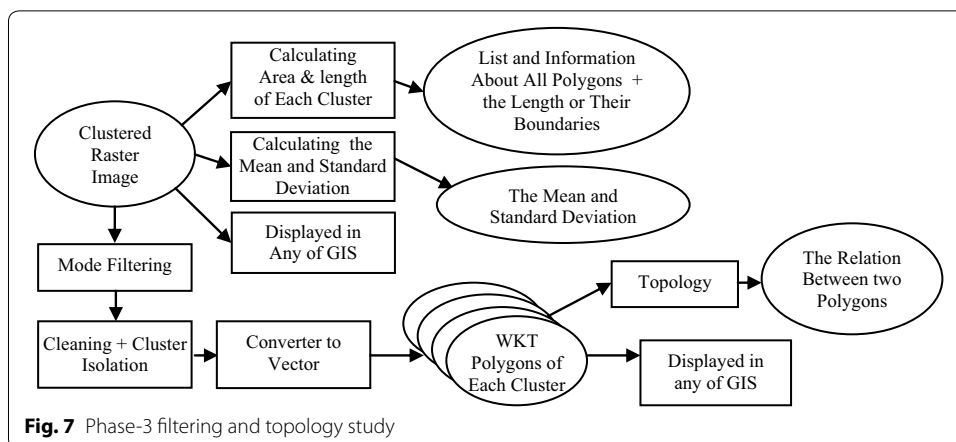 Clustered
Raster
Image
Calculating
Area & length
of Each Cluster
List and Information
About All Polygons +
the Length or Their
Boundaries
Calculating the
Mean and Standard
Deviation
The Mean and
Standard Deviation
Displayed in
Any of GIS
Mode Filtering
Cleaning + Cluster
Isolation
Converter to
Vector
WKT
Polygons of
Each Cluster
Topology
The Relation
Between two
Polygons
Displayed in
any of GIS
Fig. 7 Phase-3 filtering and topology study